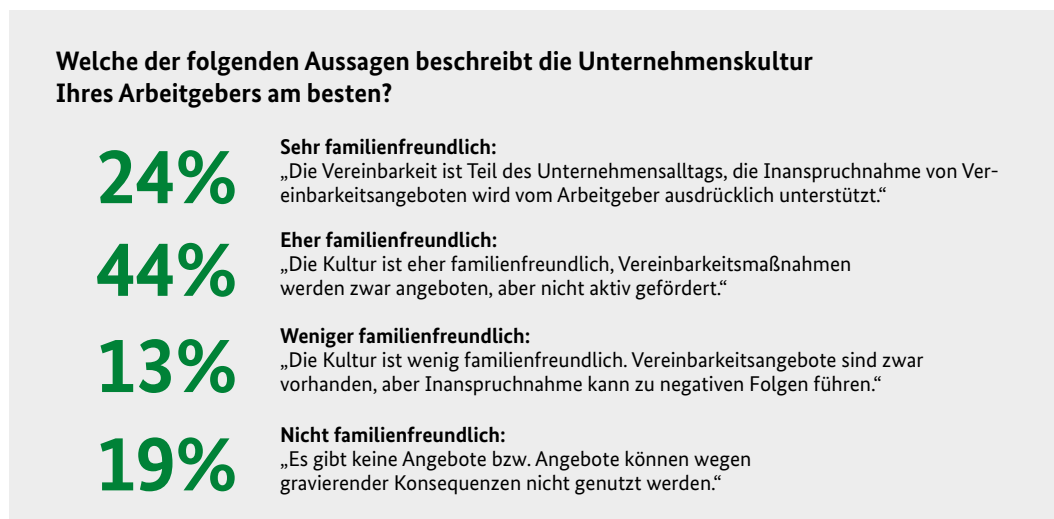 Welche der folgenden Aussagen beschreibt die Unternehmenskultur
Ihres Arbeitgebers am besten?
24%
Sehr familienfreundlich:
„Die Vereinbarkeit ist Teil des Unternehmensalltags, die Inanspruchnahme von Ver-
einbarkeitsangeboten wird vom Arbeitgeber ausdrücklich unterstützt.“
44%
Eher familienfreundlich:
„Die Kultur ist eher familienfreundlich, Vereinbarkeitsmaßnahmen
werden zwar angeboten, aber nicht aktiv gefördert.“
13%
Weniger familienfreundlich:
„Die Kultur ist wenig familienfreundlich. Vereinbarkeitsangebote sind zwar
vorhanden, aber Inanspruchnahme kann zu negativen Folgen führen.“
19%
Nicht familienfreundlich:
„Es gibt keine Angebote bzw. Angebote können wegen
gravierender Konsequenzen nicht genutzt werden.“